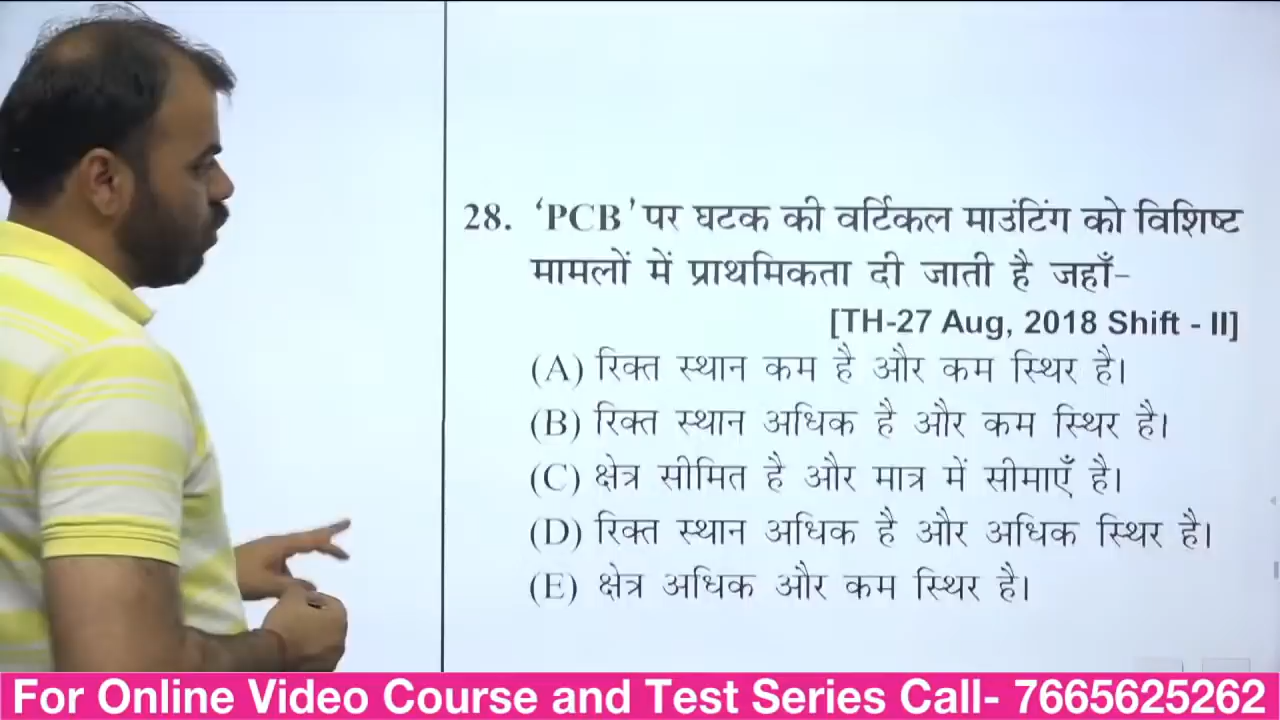 28. ‘PCB’ पर घटक की वर्टिकल माउंटिंग को विशिष्ट
मामलों में प्राथमिकता दी जाती है जहाँ-
[TH-27 Aug, 2018 Shift - II]
(A) रिक्त स्थान कम है और कम स्थिर है।
(B) रिक्त स्थान अधिक है और कम स्थिर है।
(C) क्षेत्र सीमित है और मात्र में सीमाएँ है।
(D) रिक्त स्थान अधिक है और अधिक स्थिर है।
(E) क्षेत्र अधिक और कम स्थिर है।
For Online Video Course and Test Series Call- 7665625262